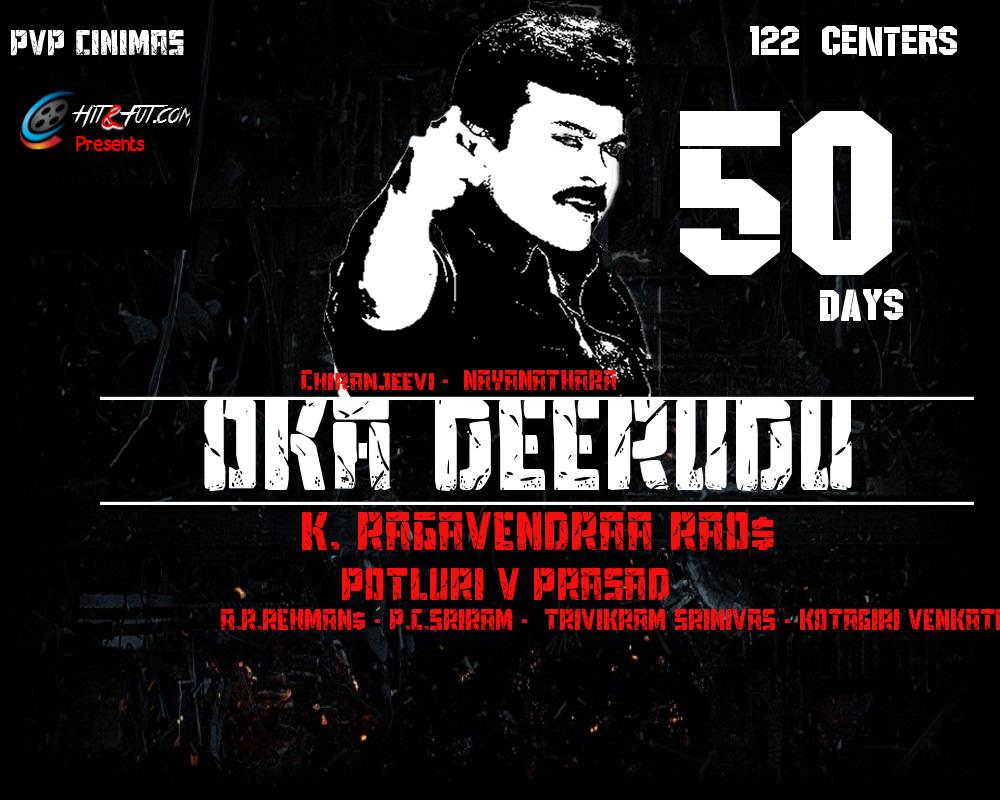 PVP CINIMAS
122 CENTERS
HIT&FUT.COM
Presents
50
DAYS
CHIRANJEEVI - NAYANATHARA
OKA DEERUDU
K. RAGAVENDRAA RAO$
POTLURI V PRASAD
A.R.REHMAN$ - P.C.SRIRAM - TRIVIKRAM SRINIVAS - KOTAGIRI